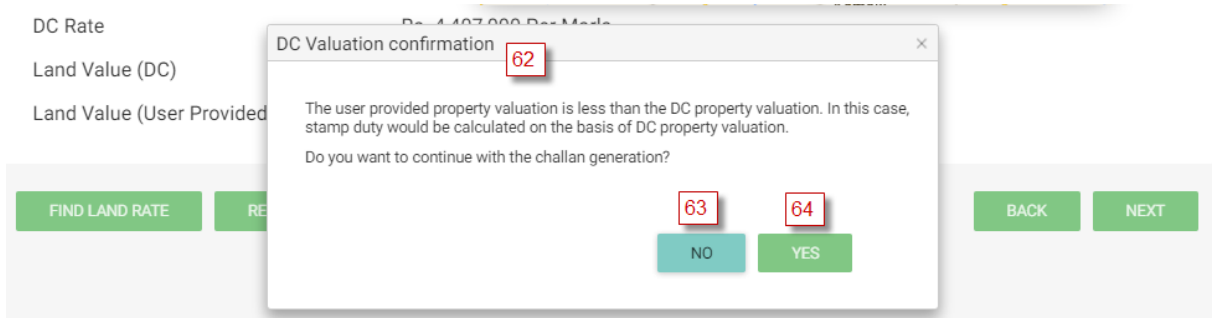 DC Rate
DC Valuation confirmation
×
62
Land Value (DC)
Land Value (User Provided
The user provided property valuation is less than the DC property valuation. In this case,
stamp duty would be calculated on the basis of DC property valuation.
Do you want to continue with the challan generation?
63
64
FIND LAND RATE
RE
BACK
NEXT
NO
YES